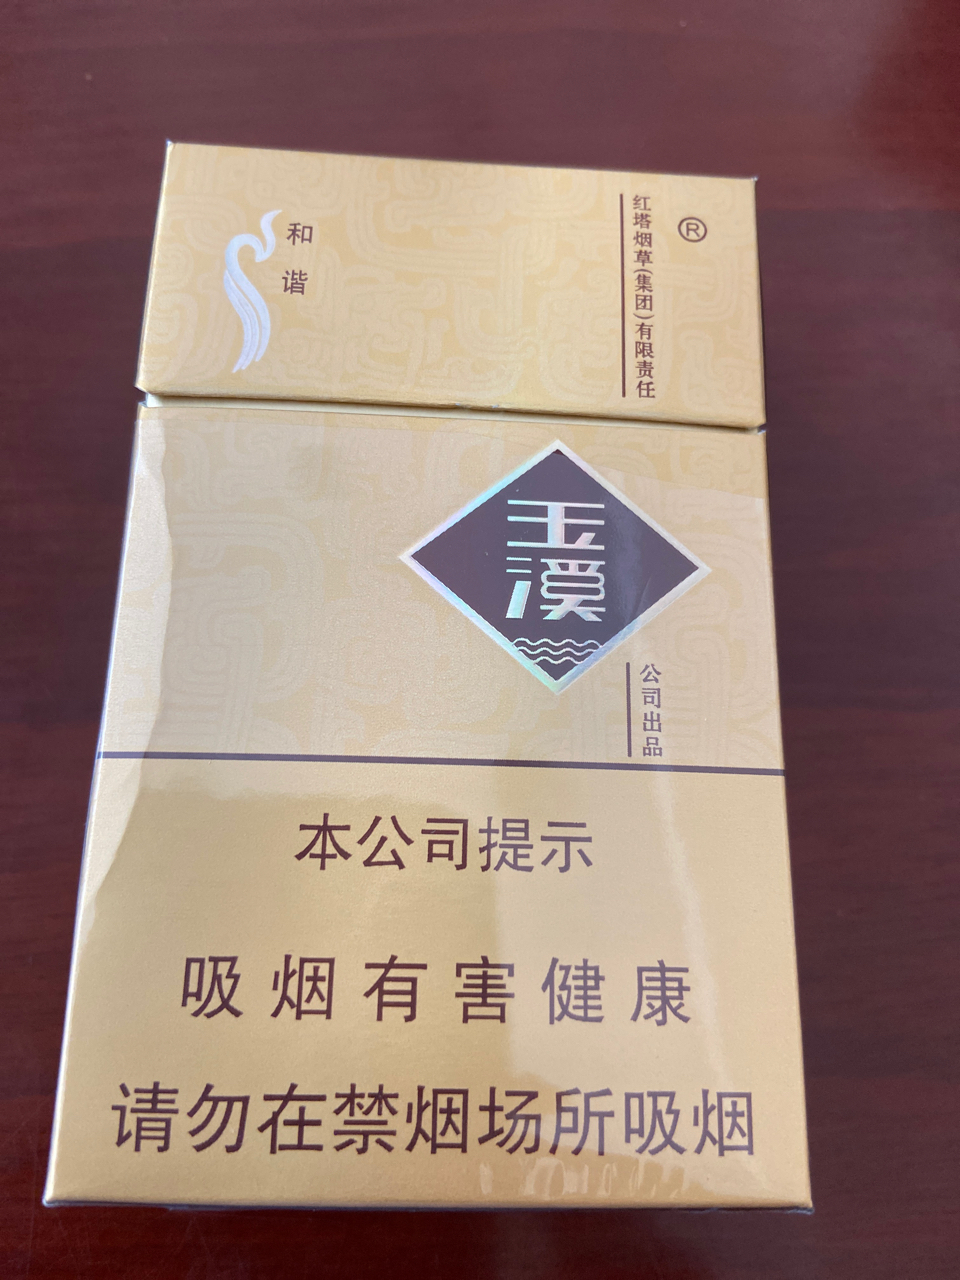 和
谐
红塔烟草(集团)有限责任
®
玉
溪
公司出品
本公司提示
吸烟有害健康
请勿在禁烟场所吸烟